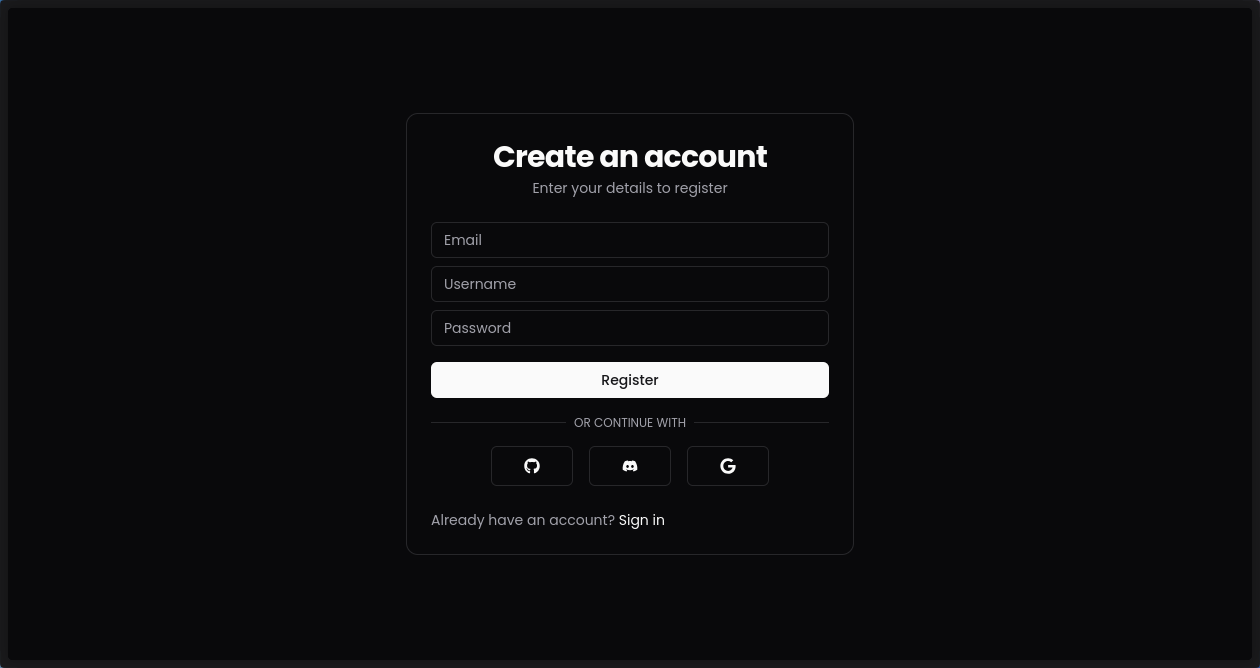 Create an account
Enter your details to register
Email
Username
Password
Register
OR CONTINUE WITH
Already have an account? Sign in